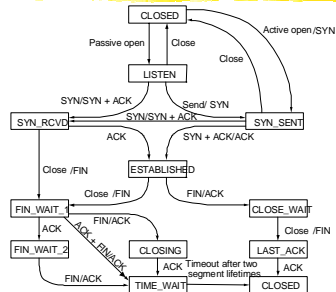 CLOSED
Active open/SYN
Passive open
Close
Close
LISTEN
SYN/SYN + ACK
Send/ SYN
SYN/SYN + ACK
SYN_RCVD
SYN_SENT
ACK
SYN + ACK/ACK
Close /FIN
ESTABLISHED
Close /FIN
FIN/ACK
FIN_WAIT_1
CLOSE_WAIT
FIN/ACK
ACK
ACK + FIN/ACK
Close /FIN
FIN_WAIT_2
CLOSING
LAST_ACK
ACK
Timeout after two
segment lifetimes
ACK
FIN/ACK
TIME_WAIT
CLOSED